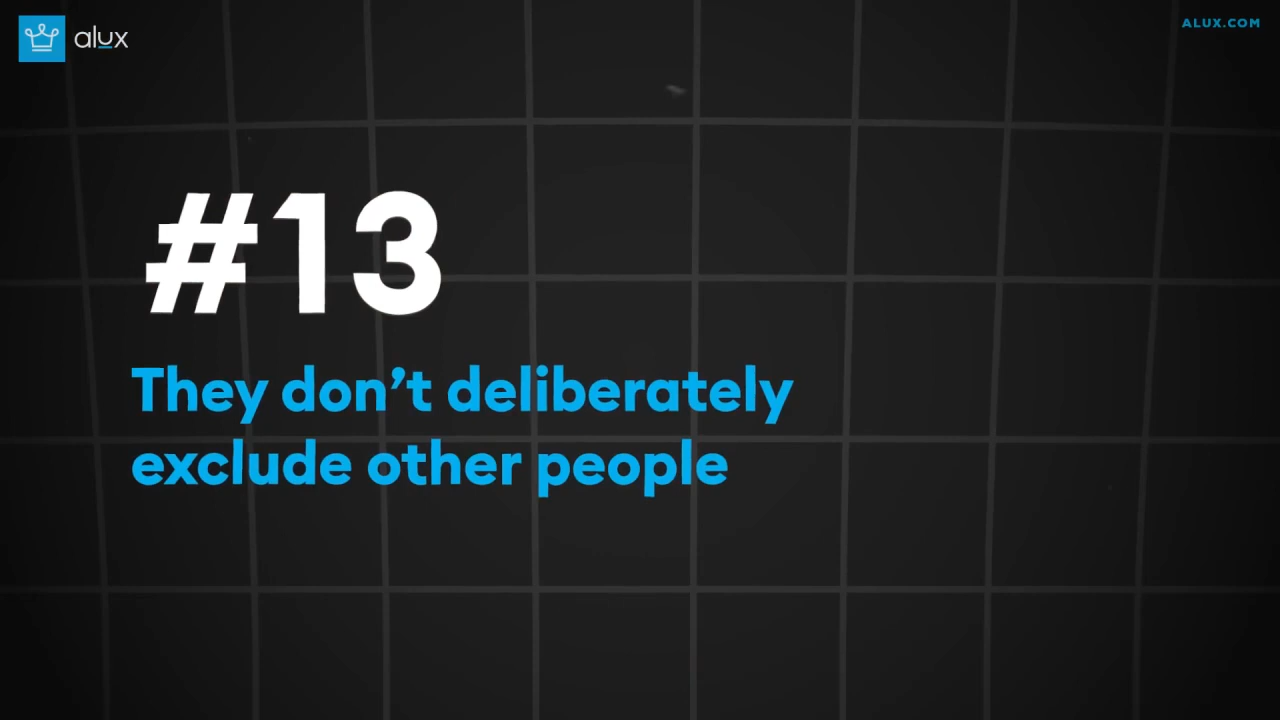 alux
ALUX.COM
#13
They don’t deliberately
exclude other people